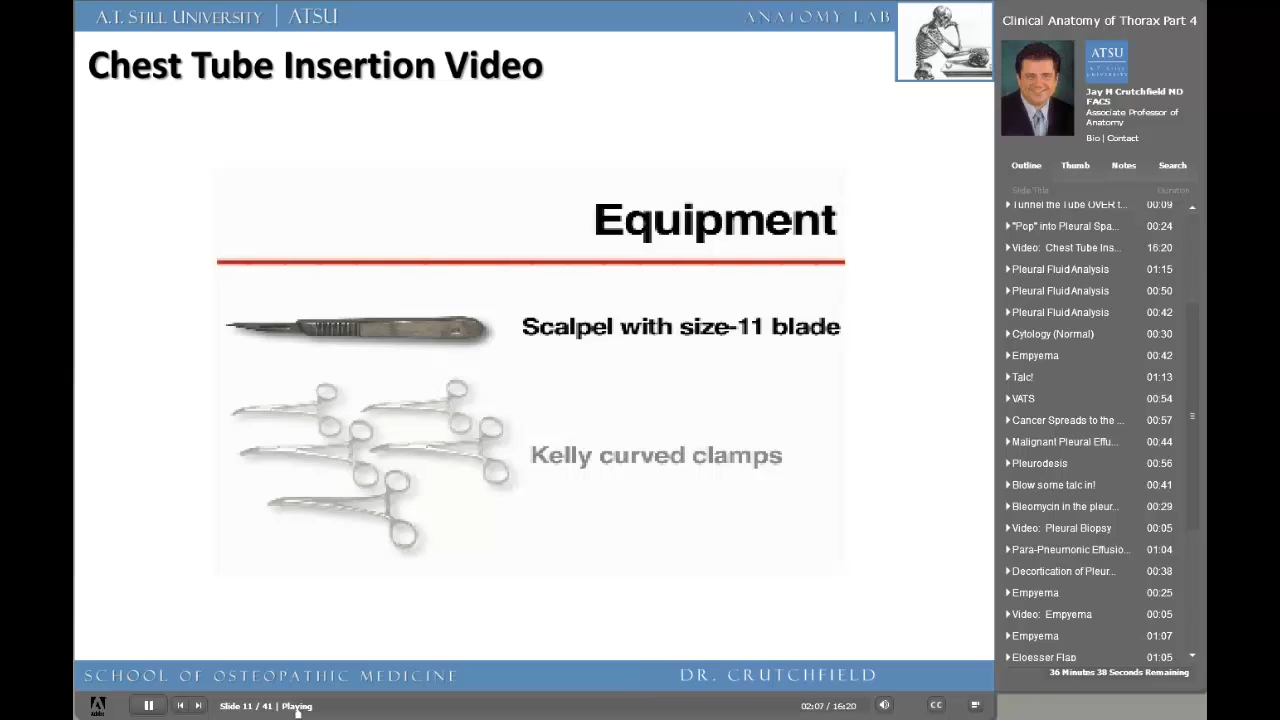 A.T. STILL UNIVERSITY | ATSU
ANATOMY LAB
Chest Tube Insertion Video
Equipment
Scalpel with size-11 blade
Kelly curved clamps
SCHOOL OF OSTEOPATHIC MEDICINE
DR. CRUTCHFIELD
Adobe
Slide 11 / 41 | Playing
02:07 / 16:20
CC
Clinical Anatomy of Thorax Part 4
ATSU
A.T. STILL
UNIVERSITY
Jay M Crutchfield MD
FACS
Associate Professor of
Anatomy
Bio | Contact
Outline Thumb Notes Search
Slide Title Duration
Tunnel the Tube OVER t... 00:09
"Pop" into Pleural Spa... 00:24
Video: Chest Tube Ins... 16:20
Pleural Fluid Analysis 01:15
Pleural Fluid Analysis 00:50
Pleural Fluid Analysis 00:42
Cytology (Normal) 00:30
Empyema 00:42
Talc! 01:13
VATS 00:54
Cancer Spreads to the ... 00:57
Malignant Pleural Effu... 00:44
Pleurodesis 00:56
Blow some talc in! 00:41
Bleomycin in the pleur... 00:29
Video: Pleural Biopsy 00:05
Para-Pneumonic Effusio... 01:04
Decortication of Pleur... 00:38
Empyema 00:25
Video: Empyema 00:05
Empyema 01:07
Eloesser Flap 01:05
36 Minutes 38 Seconds Remaining